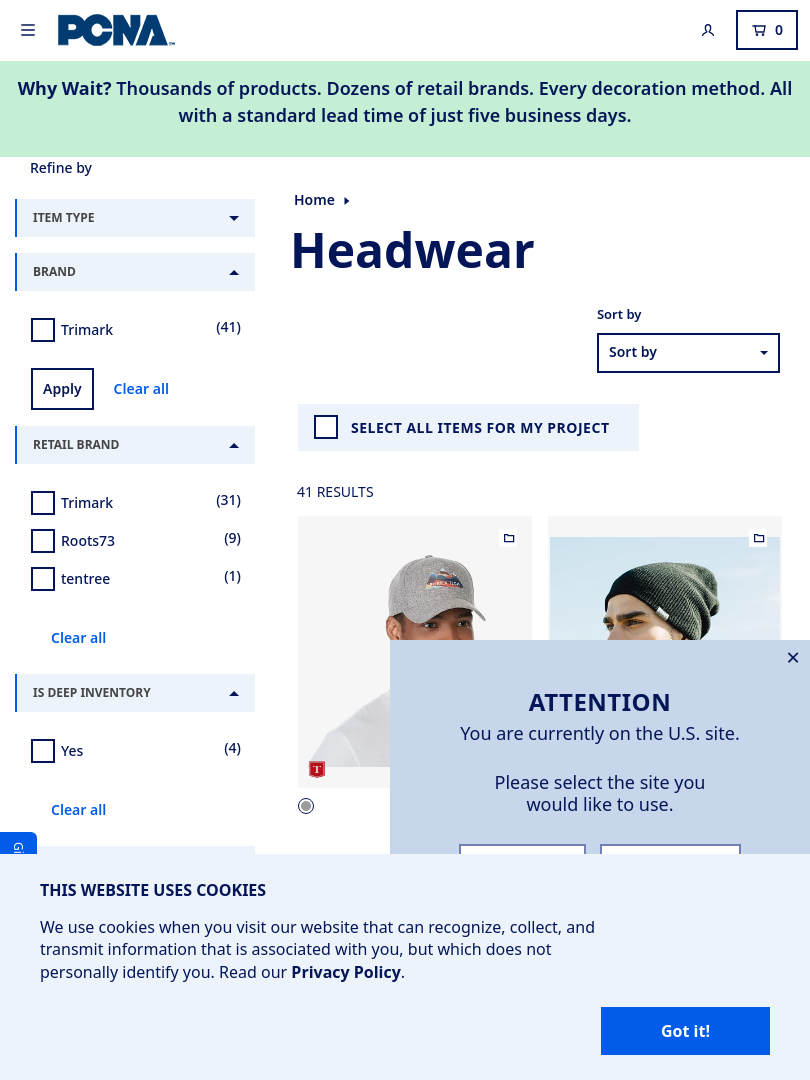 PCNA
0
Why Wait? Thousands of products. Dozens of retail brands. Every decoration method. All
with a standard lead time of just five business days.
Refine by
ITEM TYPE
BRAND
Trimark (41)
Apply Clear all
RETAIL BRAND
Trimark (31)
Roots73 (9)
tentree (1)
Clear all
IS DEEP INVENTORY
Yes (4)
Clear all
Home
Headwear
Sort by
Sort by
SELECT ALL ITEMS FOR MY PROJECT
41 RESULTS
T
ATTENTION
You are currently on the U.S. site.
Please select the site you
would like to use.
THIS WEBSITE USES COOKIES
We use cookies when you visit our website that can recognize, collect, and
transmit information that is associated with you, but which does not
personally identify you. Read our Privacy Policy.
Got it!